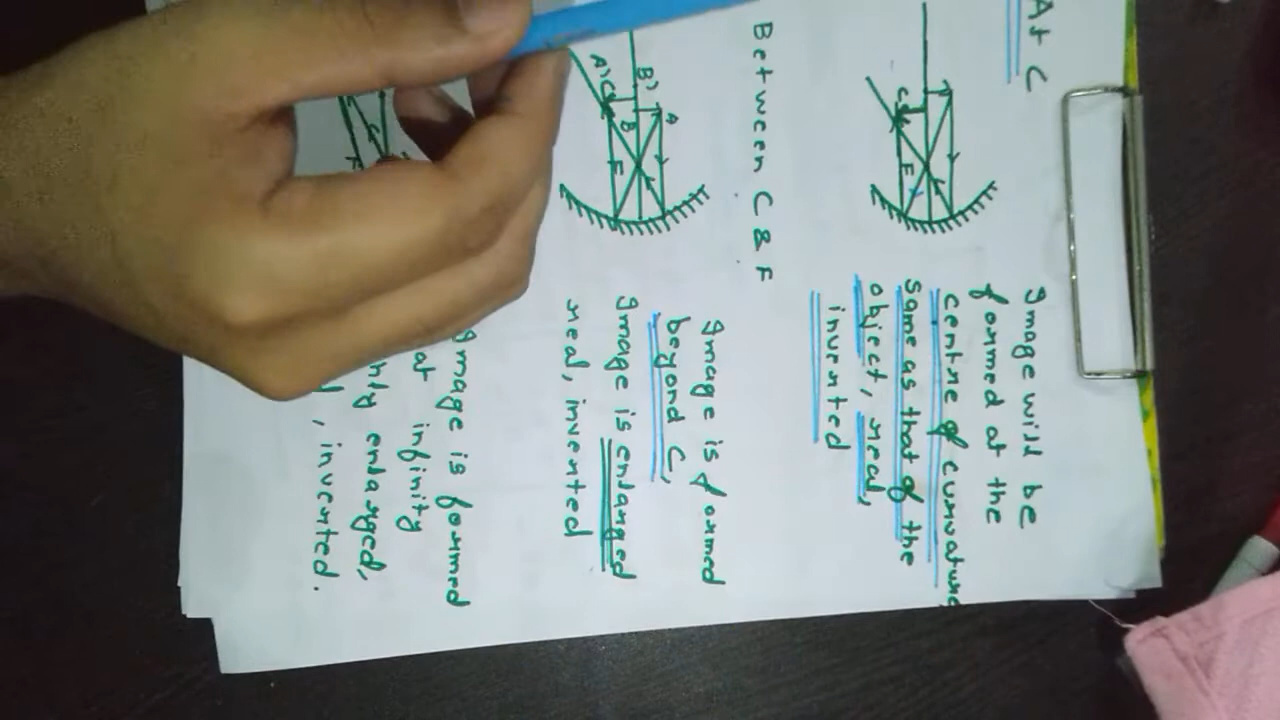 At C
Image will be
formed at the
centre of curvature
same as that of the
object, real,
inverted
C
F
Between C & F
Image is formed
beyond C,
Image is enlarged
real, inverted
B'
A
A' C
B
F
Image is formed
at infinity
enlarged,
, inverted.